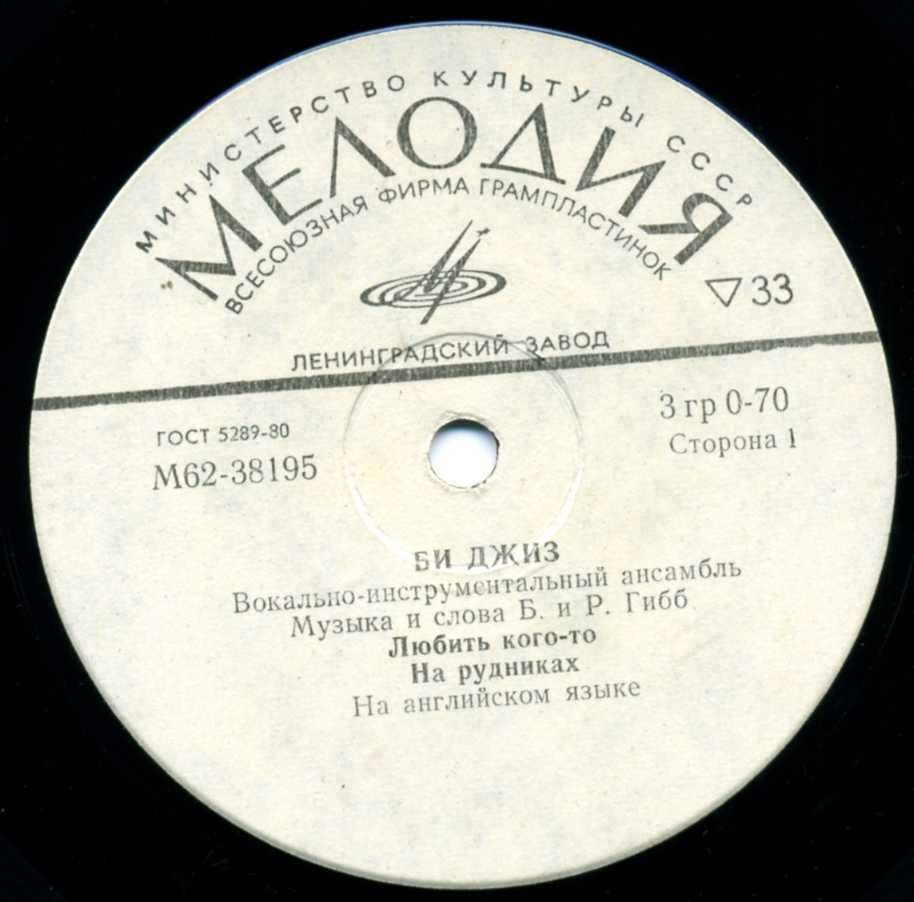 МИНИСТЕРСТВО КУЛЬТУРЫ СССР
МЕЛОДИЯ
ВСЕСОЮЗНАЯ ФИРМА ГРАМПЛАСТИНОК
▽33
ЛЕНИНГРАДСКИЙ ЗАВОД
ГОСТ 5289-80
М62-38195
3 гр 0-70
Сторона 1
БИ ДЖИЗ
Вокально-инструментальный ансамбль
Музыка и слова Б. и Р. Гибб
Любить кого-то
На рудниках
На английском языке